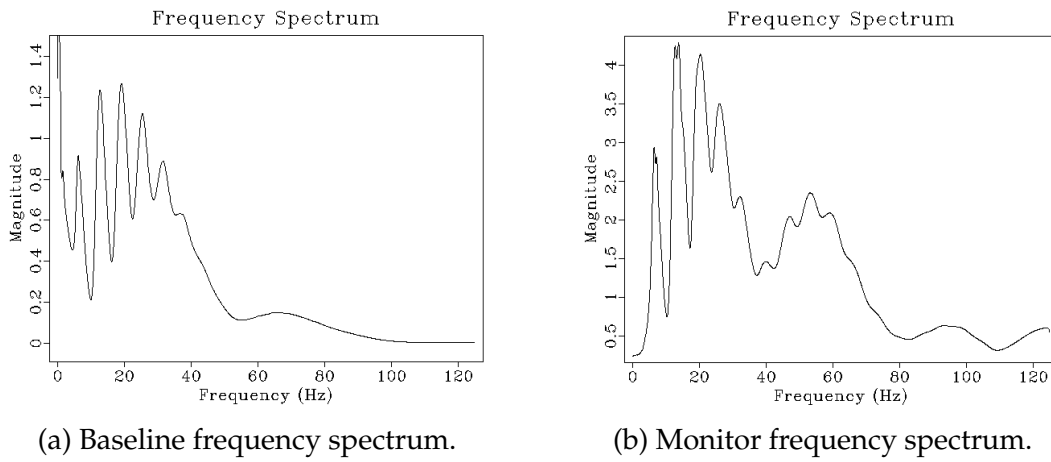 Frequency Spectrum
Magnitude
0 0.2 0.4 0.6 0.8 1 1.2 1.4
0 20 40 60 80 100 120
Frequency (Hz)
(a) Baseline frequency spectrum.
Frequency Spectrum
Magnitude
0.5 1 1.5 2 2.5 3 3.5 4
0 20 40 60 80 100 120
Frequency (Hz)
(b) Monitor frequency spectrum.